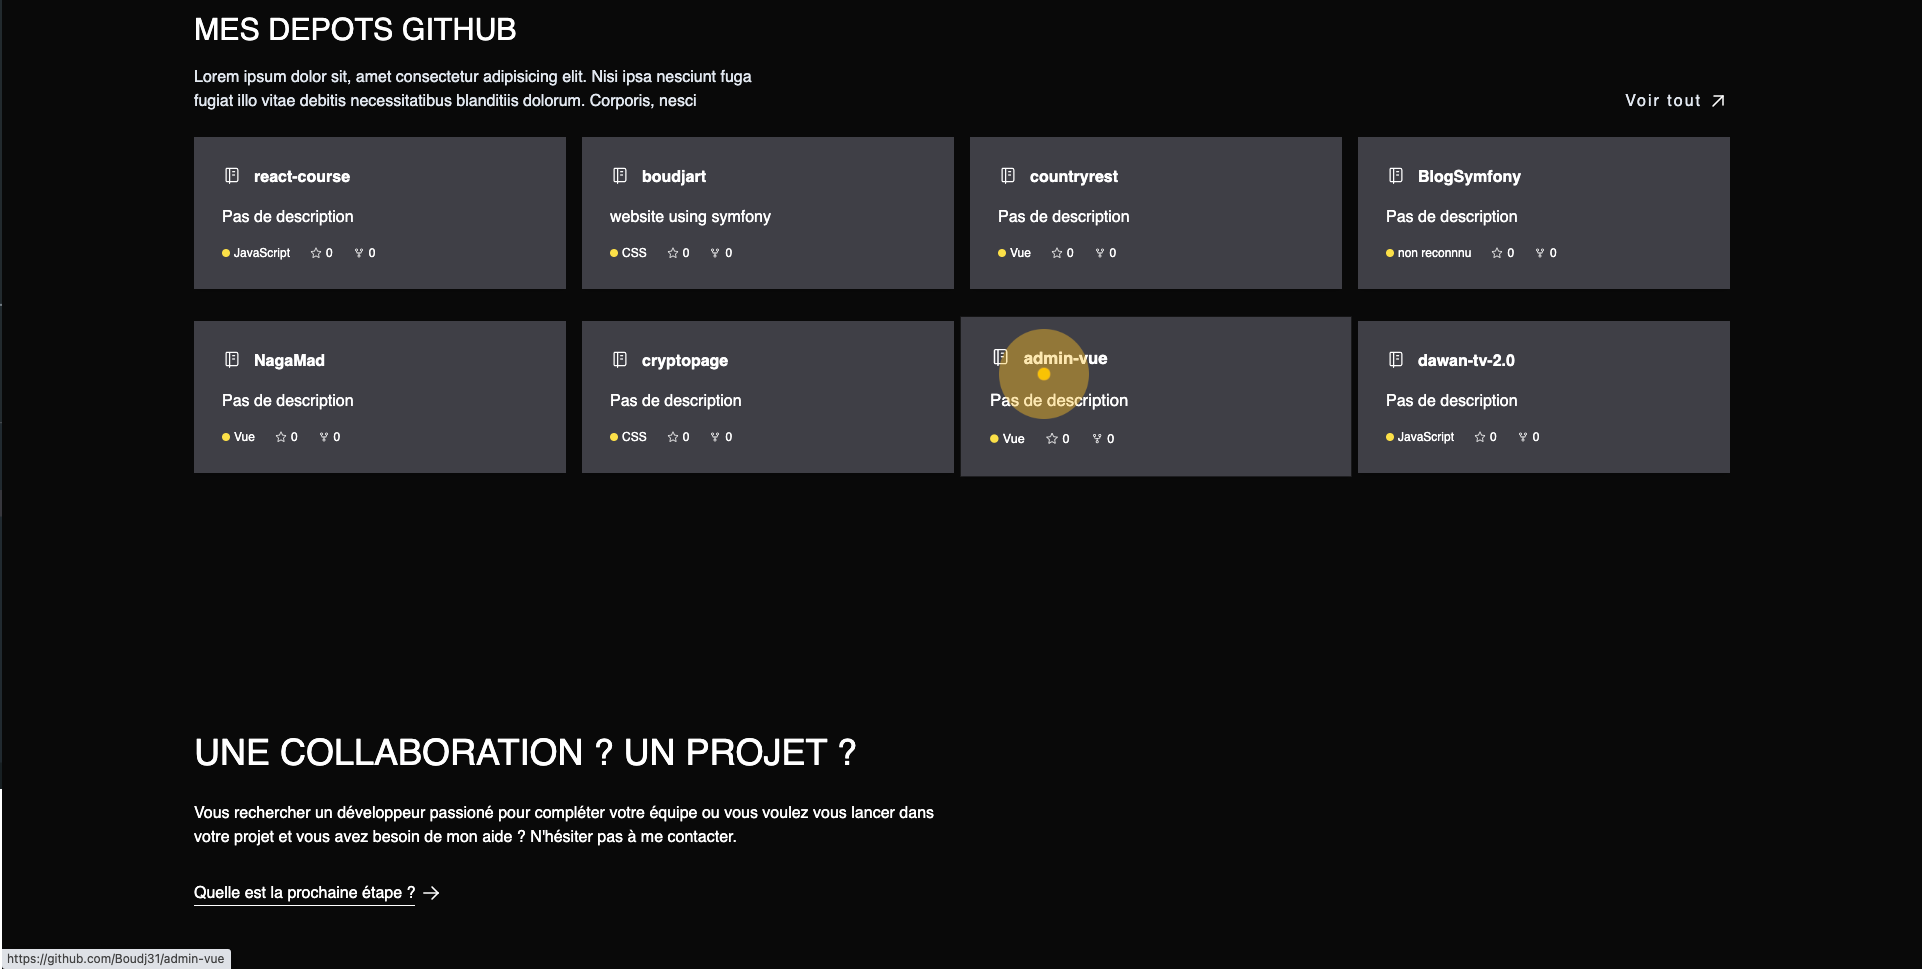 MES DEPOTS GITHUB
Lorem ipsum dolor sit, amet consectetur adipisicing elit. Nisi ipsa nesciunt fuga
fugiat illo vitae debitis necessitatibus blanditiis dolorum. Corporis, nesci
Voir tout
react-course
Pas de description
JavaScript 0 0
boudjart
website using symfony
CSS 0 0
countryrest
Pas de description
Vue 0 0
BlogSymfony
Pas de description
non reconnnu 0 0
NagaMad
Pas de description
Vue 0 0
cryptopage
Pas de description
CSS 0 0
admin-vue
Pas de description
Vue 0 0
dawan-tv-2.0
Pas de description
JavaScript 0 0
UNE COLLABORATION ? UN PROJET ?
Vous rechercher un développeur passioné pour compléter votre équipe ou vous voulez vous lancer dans
votre projet et vous avez besoin de mon aide ? N'hésiter pas à me contacter.
Quelle est la prochaine étape ?
https://github.com/Boudj31/admin-vue